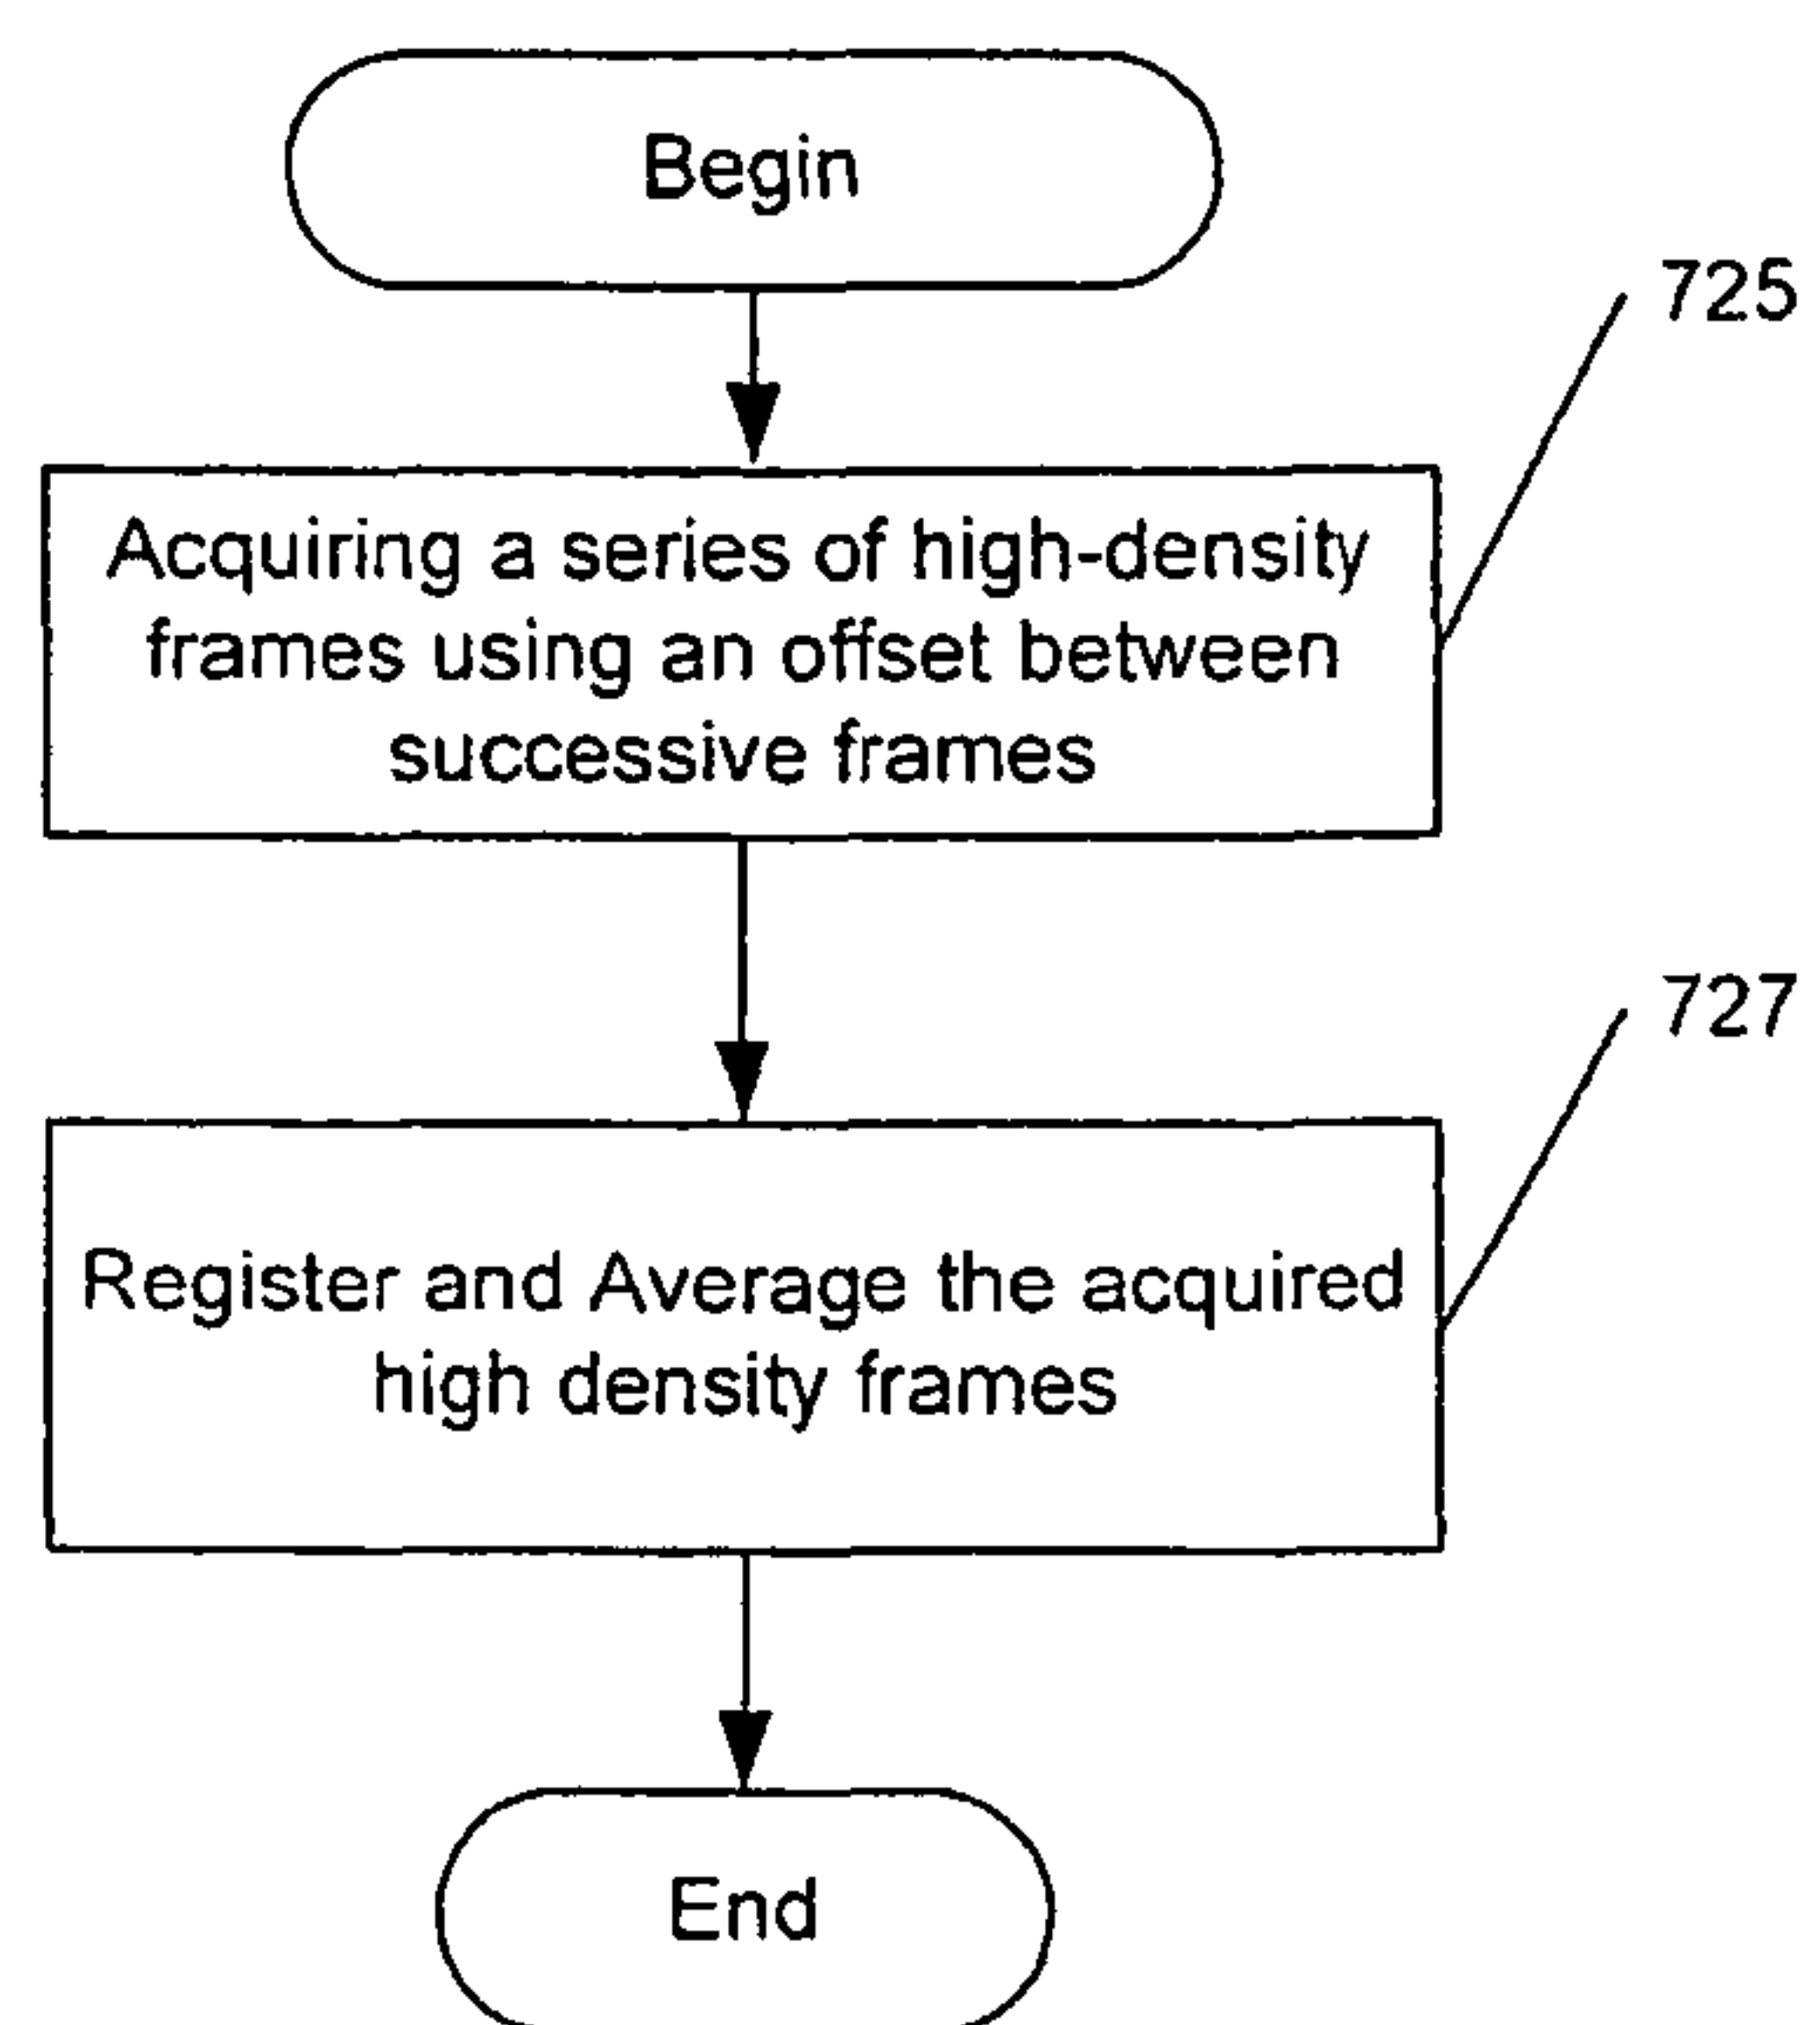 Begin
725
Acquiring a series of high-density
frames using an offset between
successive frames
727
Register and Average the acquired
high density frames
End